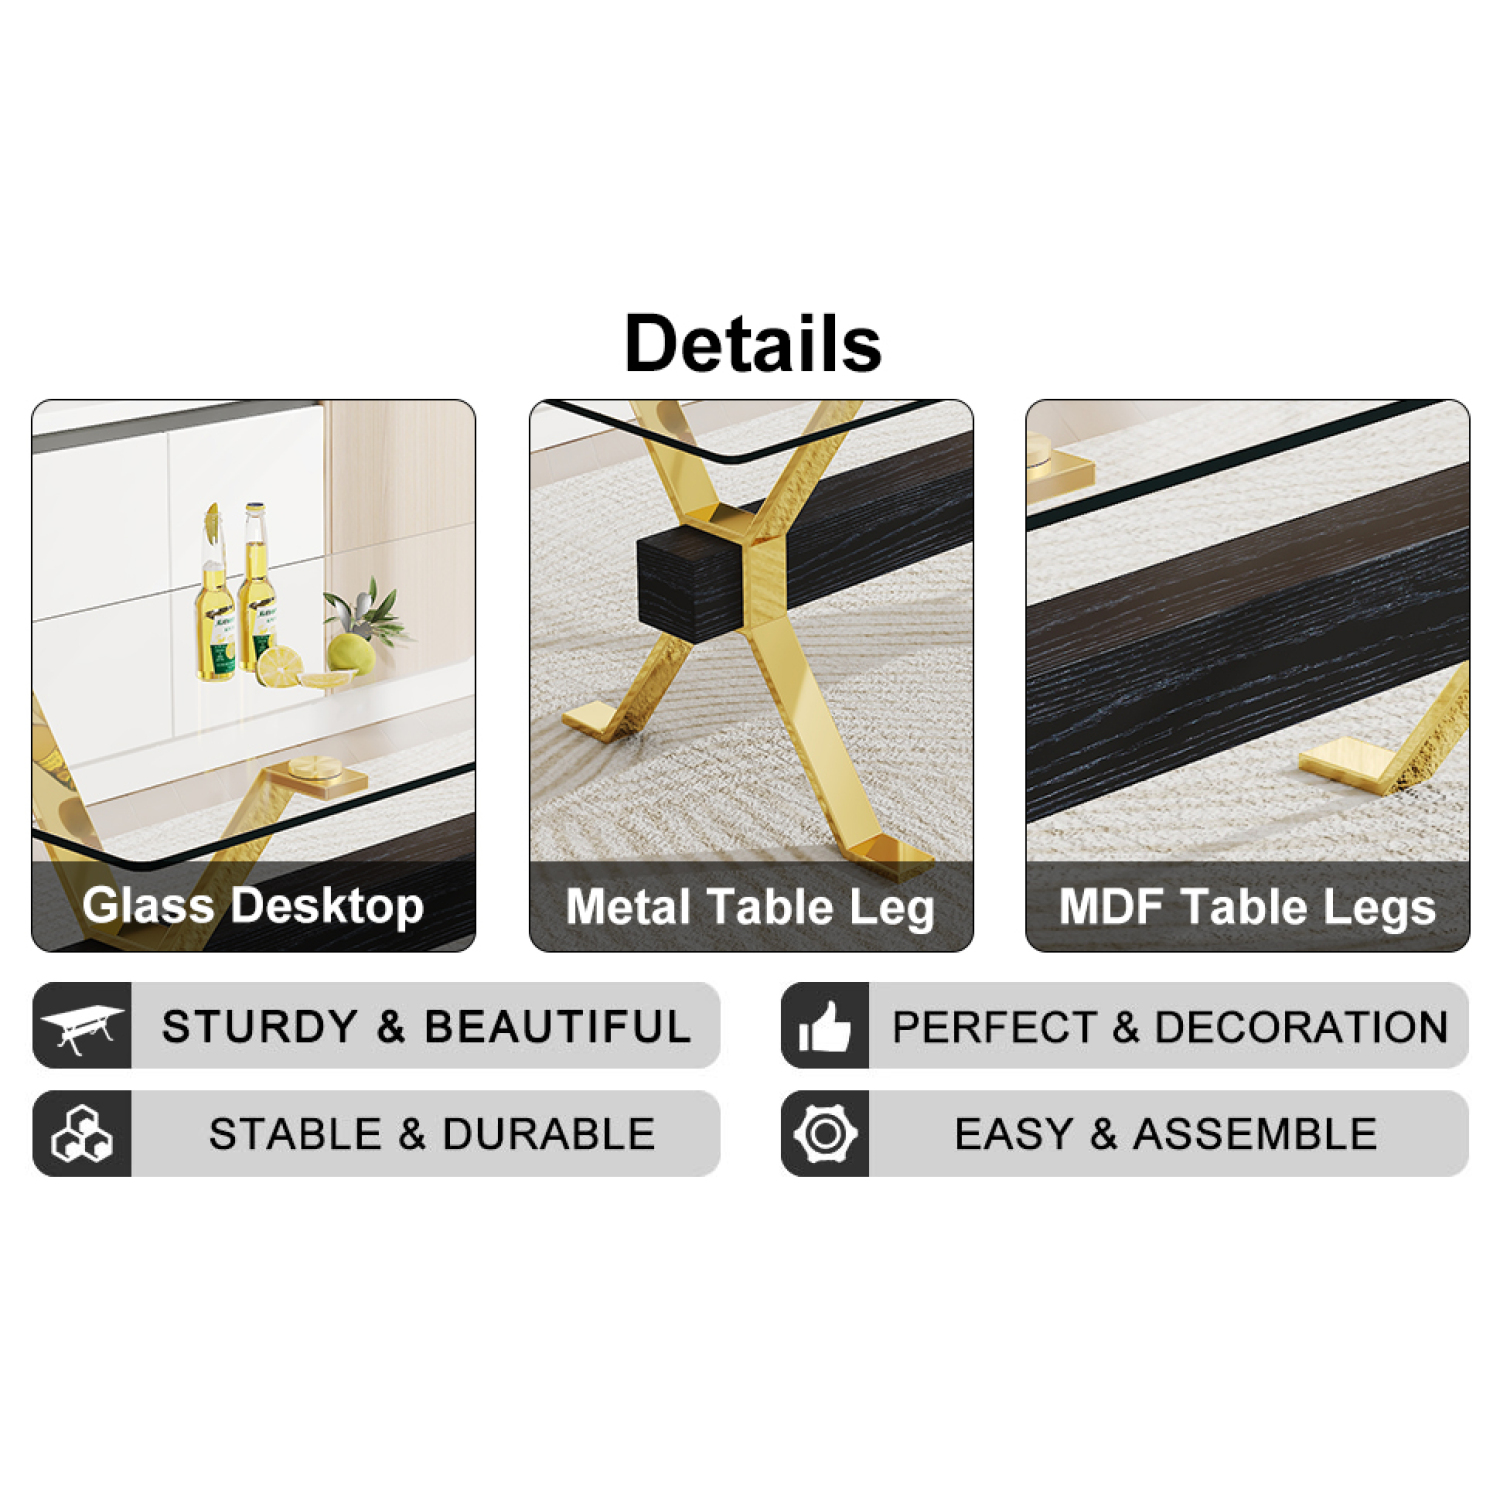 Details
Glass Desktop
Metal Table Leg
MDF Table Legs
STURDY & BEAUTIFUL
PERFECT & DECORATION
STABLE & DURABLE
EASY & ASSEMBLE